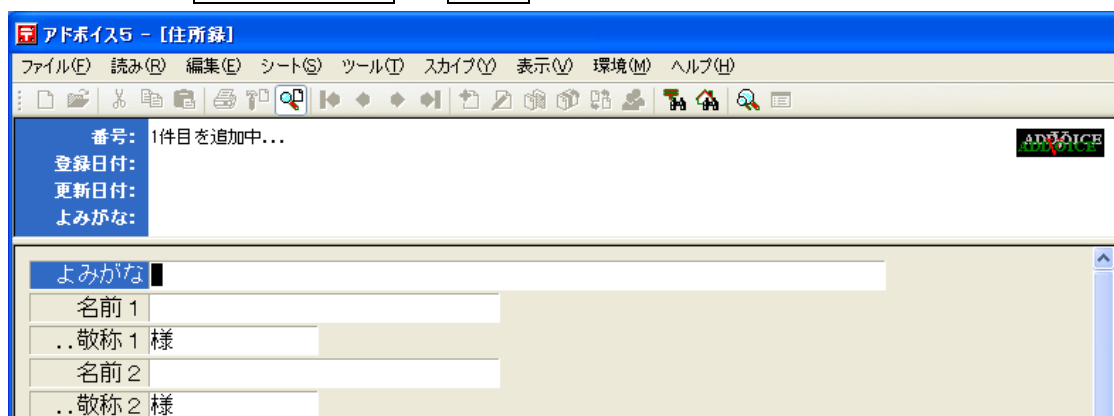 アドボイス5 - [住所録]
ファイル(F) 読み(R) 編集(E) シート(S) ツール(T) スカイプ(Y) 表示(V) 環境(M) ヘルプ(H)
番号: 1件目を追加中...
ADDVOICE
登録日付:
更新日付:
よみがな:
よみがな
名前1
..敬称1 様
名前2
..敬称2 様